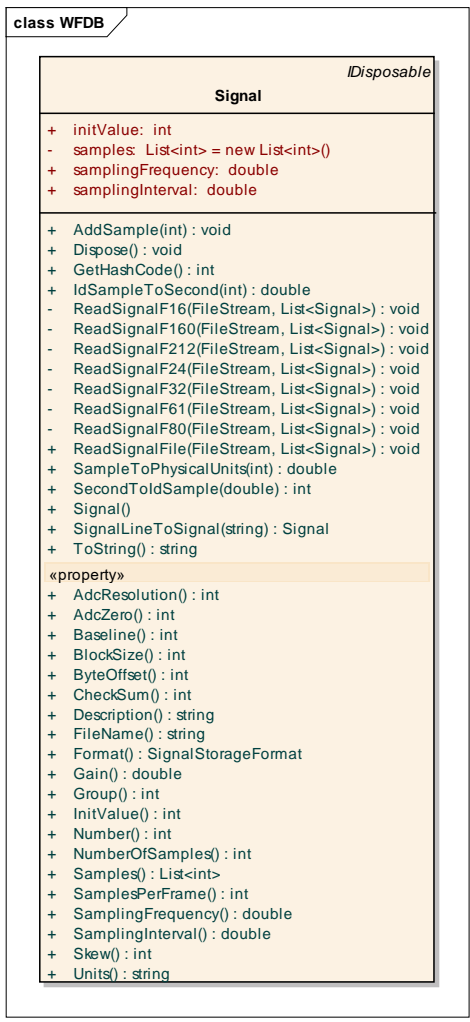 class WFDB
IDisposable
Signal
+ initValue: int
- samples: List<int> = new List<int>()
+ samplingFrequency: double
+ samplingInterval: double
+ AddSample(int) : void
+ Dispose() : void
+ GetHashCode() : int
+ IdSampleToSecond(int) : double
- ReadSignalF16(FileStream, List<Signal>) : void
- ReadSignalF160(FileStream, List<Signal>) : void
- ReadSignalF212(FileStream, List<Signal>) : void
- ReadSignalF24(FileStream, List<Signal>) : void
- ReadSignalF32(FileStream, List<Signal>) : void
- ReadSignalF61(FileStream, List<Signal>) : void
- ReadSignalF80(FileStream, List<Signal>) : void
+ ReadSignalFile(FileStream, List<Signal>) : void
+ SampleToPhysicalUnits(int) : double
+ SecondToIdSample(double) : int
+ Signal()
+ SignalLineToSignal(string) : Signal
+ ToString() : string
«property»
+ AdcResolution() : int
+ AdcZero() : int
+ Baseline() : int
+ BlockSize() : int
+ ByteOffset() : int
+ CheckSum() : int
+ Description() : string
+ FileName() : string
+ Format() : SignalStorageFormat
+ Gain() : double
+ Group() : int
+ InitValue() : int
+ Number() : int
+ NumberOfSamples() : int
+ Samples() : List<int>
+ SamplesPerFrame() : int
+ SamplingFrequency() : double
+ SamplingInterval() : double
+ Skew() : int
+ Units() : string